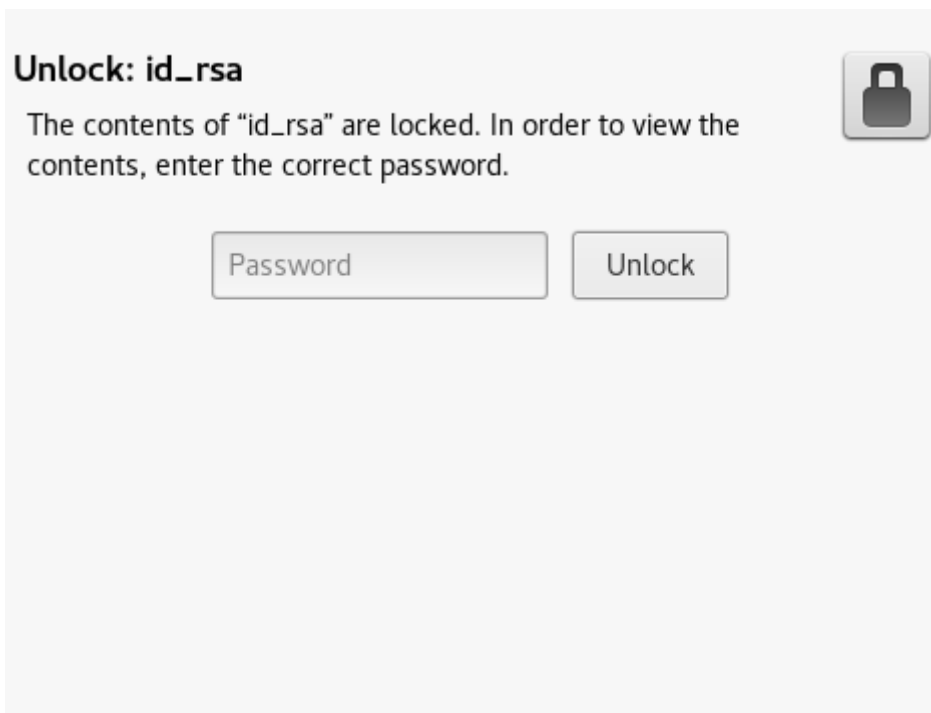 Unlock: id_rsa
The contents of “id_rsa” are locked. In order to view the
contents, enter the correct password.
Password
Unlock